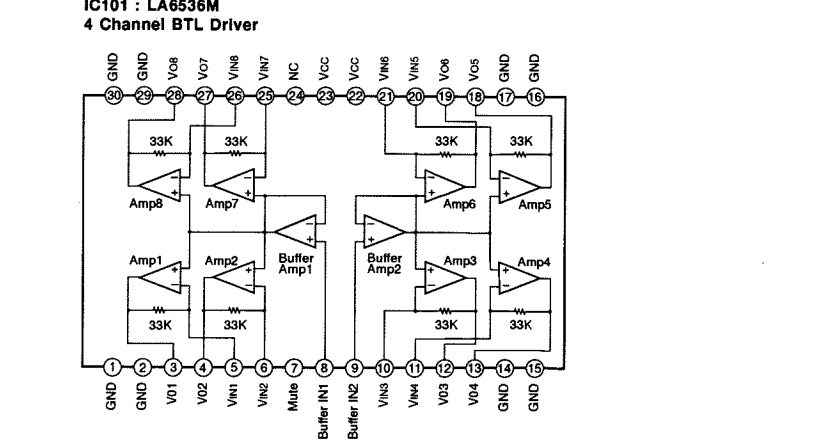 IC101 : LA6536M
4 Channel BTL Driver
GND GND VO8 VO7 VIN8 VIN7 NC VCC VCC VIN6 VIN5 VO6 VO5 GND GND
30 29 28 27 26 25 24 23 22 21 20 19 18 17 16
33K 33K 33K 33K
Amp8 Amp7 Amp6 Amp5
Amp1 Amp2 Buffer Amp1 Buffer Amp2 Amp3 Amp4
33K 33K 33K 33K
1 2 3 4 5 6 7 8 9 10 11 12 13 14 15
GND GND V01 V02 VIN1 VIN2 Mute Buffer IN1 Buffer IN2 VIN3 VIN4 V03 V04 GND GND